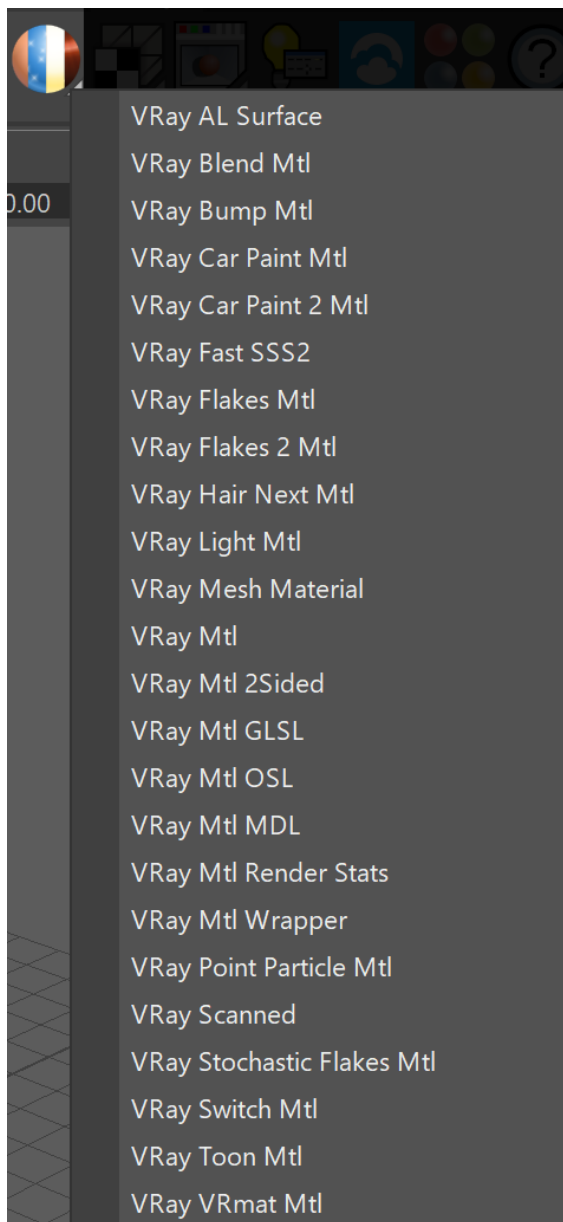 VRay AL Surface
VRay Blend Mtl
VRay Bump Mtl
0.00
VRay Car Paint Mtl
VRay Car Paint 2 Mtl
VRay Fast SSS2
VRay Flakes Mtl
VRay Flakes 2 Mtl
VRay Hair Next Mtl
VRay Light Mtl
VRay Mesh Material
VRay Mtl
VRay Mtl 2Sided
VRay Mtl GLSL
VRay Mtl OSL
VRay Mtl MDL
VRay Mtl Render Stats
VRay Mtl Wrapper
VRay Point Particle Mtl
VRay Scanned
VRay Stochastic Flakes Mtl
VRay Switch Mtl
VRay Toon Mtl
VRay VRmat Mtl